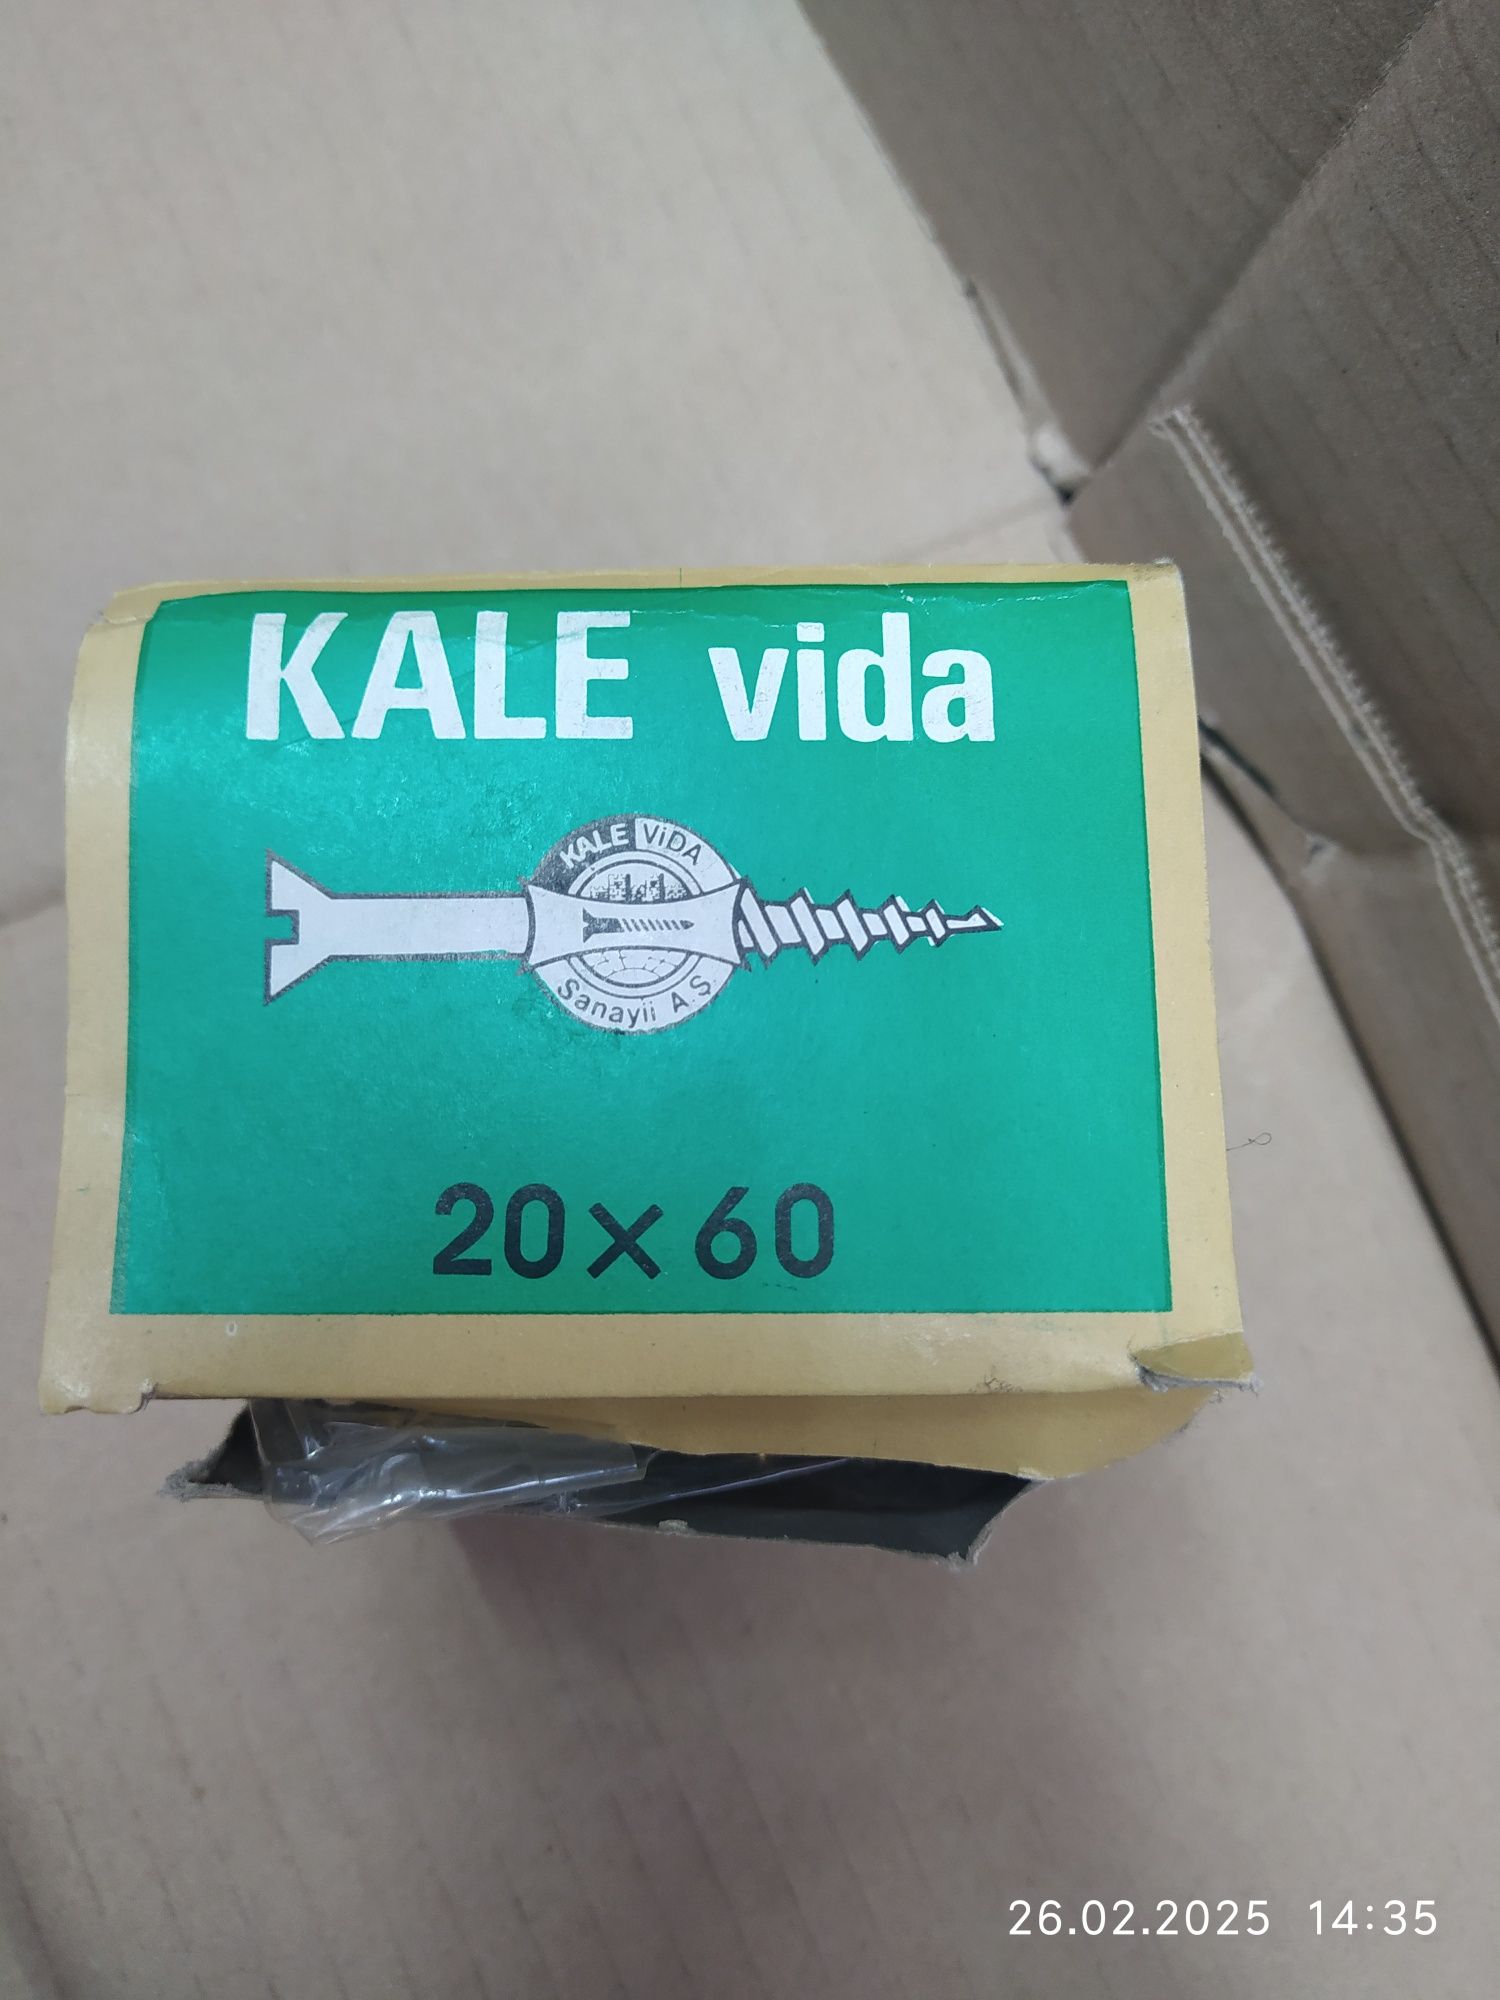 KALE vida
KALE ViDA
Sanayii A.Ş.
20 x 60
26.02.2025 14:35